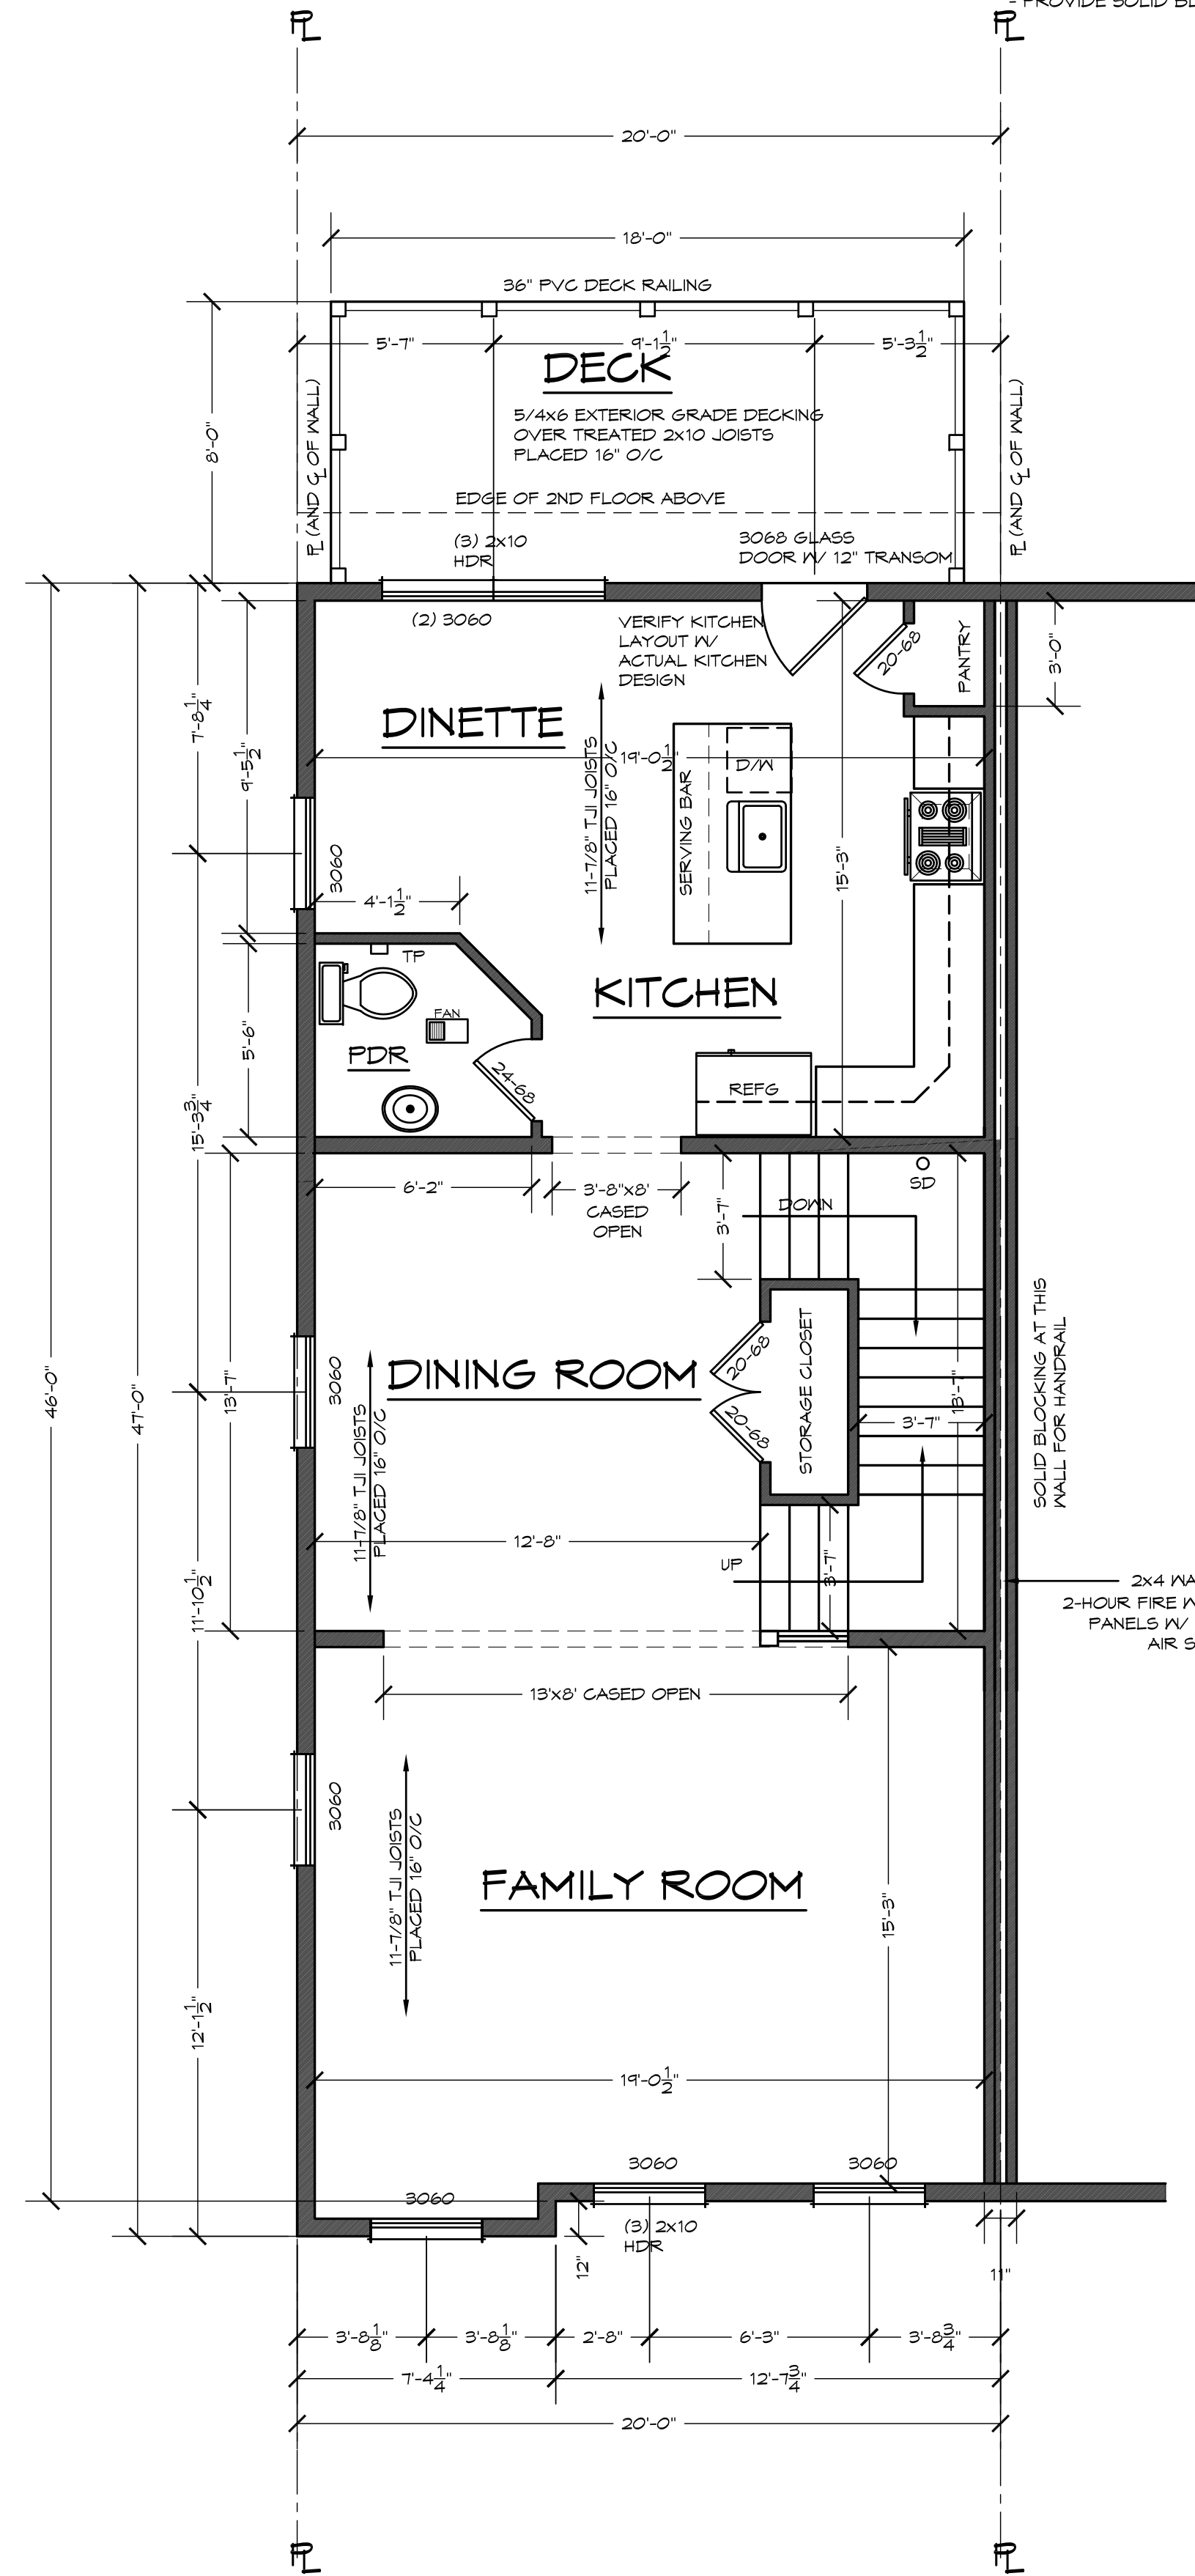 - PROVIDE SOLID BL
PL
PL
20'-0"
18'-0"
36" PVC DECK RAILING
5'-7"
9'-1 1/2"
5'-3 1/2"
DECK
5/4x6 EXTERIOR GRADE DECKING
OVER TREATED 2x10 JOISTS
PLACED 16" O/C
8'-0"
PL (AND CL OF WALL)
PL (AND CL OF WALL)
EDGE OF 2ND FLOOR ABOVE
(3) 2x10
HDR
3068 GLASS
DOOR W/ 12" TRANSOM
(2) 3060
VERIFY KITCHEN
LAYOUT W/
ACTUAL KITCHEN
DESIGN
20-68
PANTRY
3'-0"
7'-8 1/4"
9'-5 1/2"
DINETTE
11-7/8" TJI JOISTS
PLACED 16" O/C
19'-0 1/2"
D/W
SERVING BAR
15'-3"
3060
4'-1 1/2"
TP
FAN
PDR
24-68
KITCHEN
REFG
5'-6"
15'-3 3/4"
6'-2"
3'-8"x8'
CASED
OPEN
3'-7"
DOWN
SD
46'-0"
47'-0"
13'-7"
3060
DINING ROOM
11-7/8" TJI JOISTS
PLACED 16" O/C
20-68
20-68
STORAGE CLOSET
3'-7"
13'-7"
SOLID BLOCKING AT THIS
WALL FOR HANDRAIL
12'-8"
UP
3'-7"
11'-10 1/2"
2x4 WA
2-HOUR FIRE W
PANELS W/
AIR S
13'x8' CASED OPEN
3060
11-7/8" TJI JOISTS
PLACED 16" O/C
FAMILY ROOM
15'-3"
12'-1 1/2"
19'-0 1/2"
3060
3060
3060
(3) 2x10
HDR
12"
11"
3'-8 1/8"
3'-8 1/8"
2'-8"
6'-3"
3'-8 3/4"
7'-4 1/4"
12'-7 3/4"
20'-0"
PL
PL